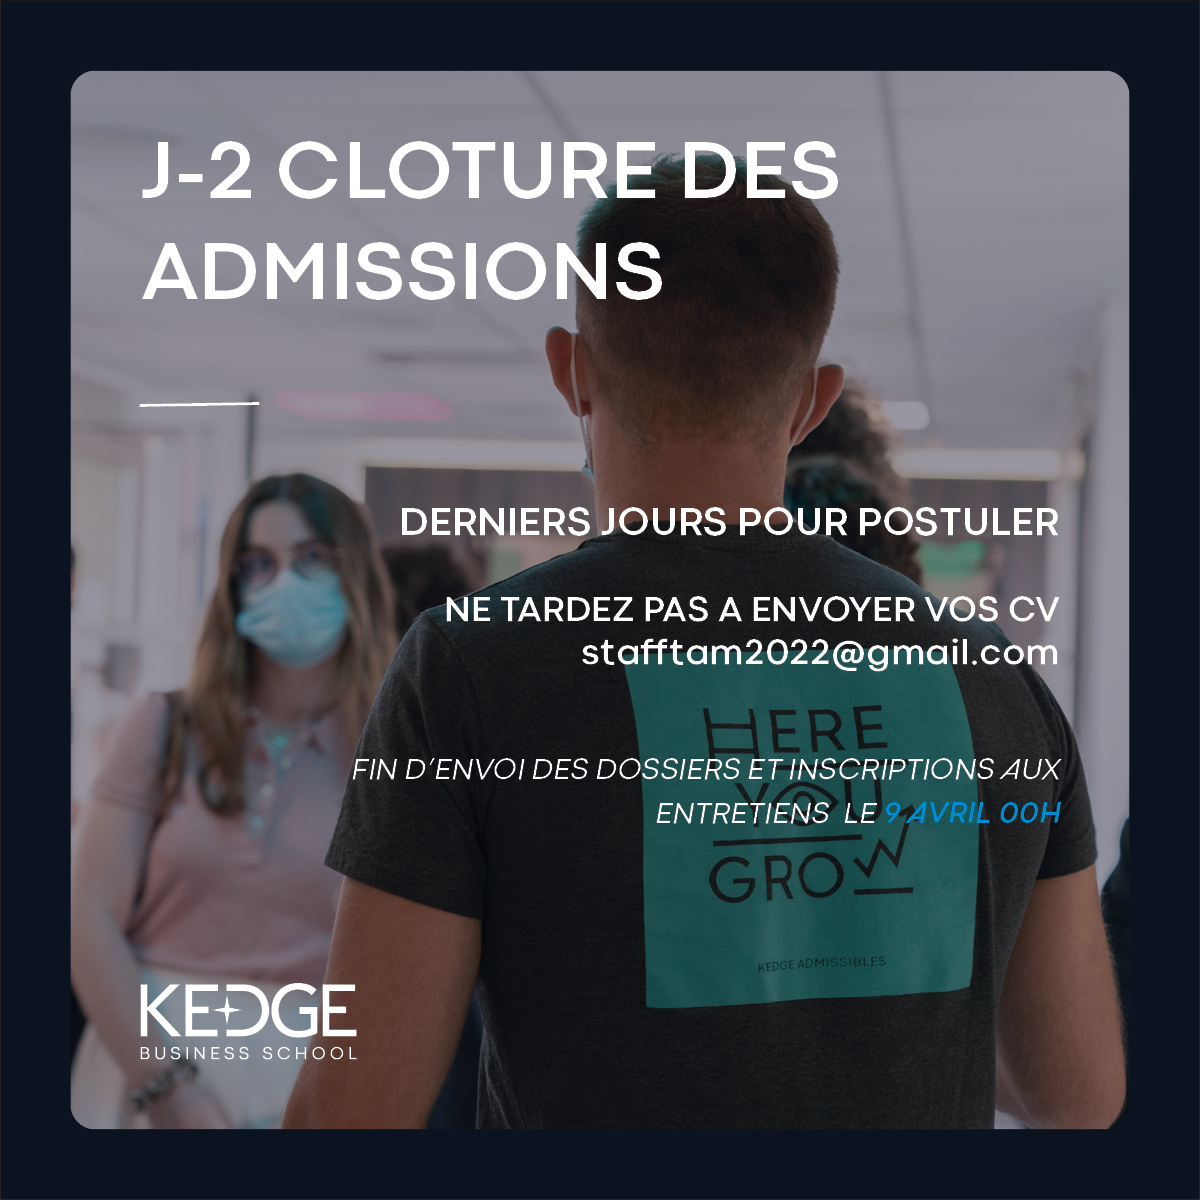 J-2 CLOTURE DES
ADMISSIONS
DERNIERS JOURS POUR POSTULER
NE TARDEZ PAS A ENVOYER VOS CV
stafftam2022@gmail.com
FIN D'ENVOI DES DOSSIERS ET INSCRIPTIONS AUX
ENTRETIENS LE 9 AVRIL 00H
HERE
YOU
GROW
KEDGE ADMISSIBLES
KEDGE
BUSINESS SCHOOL